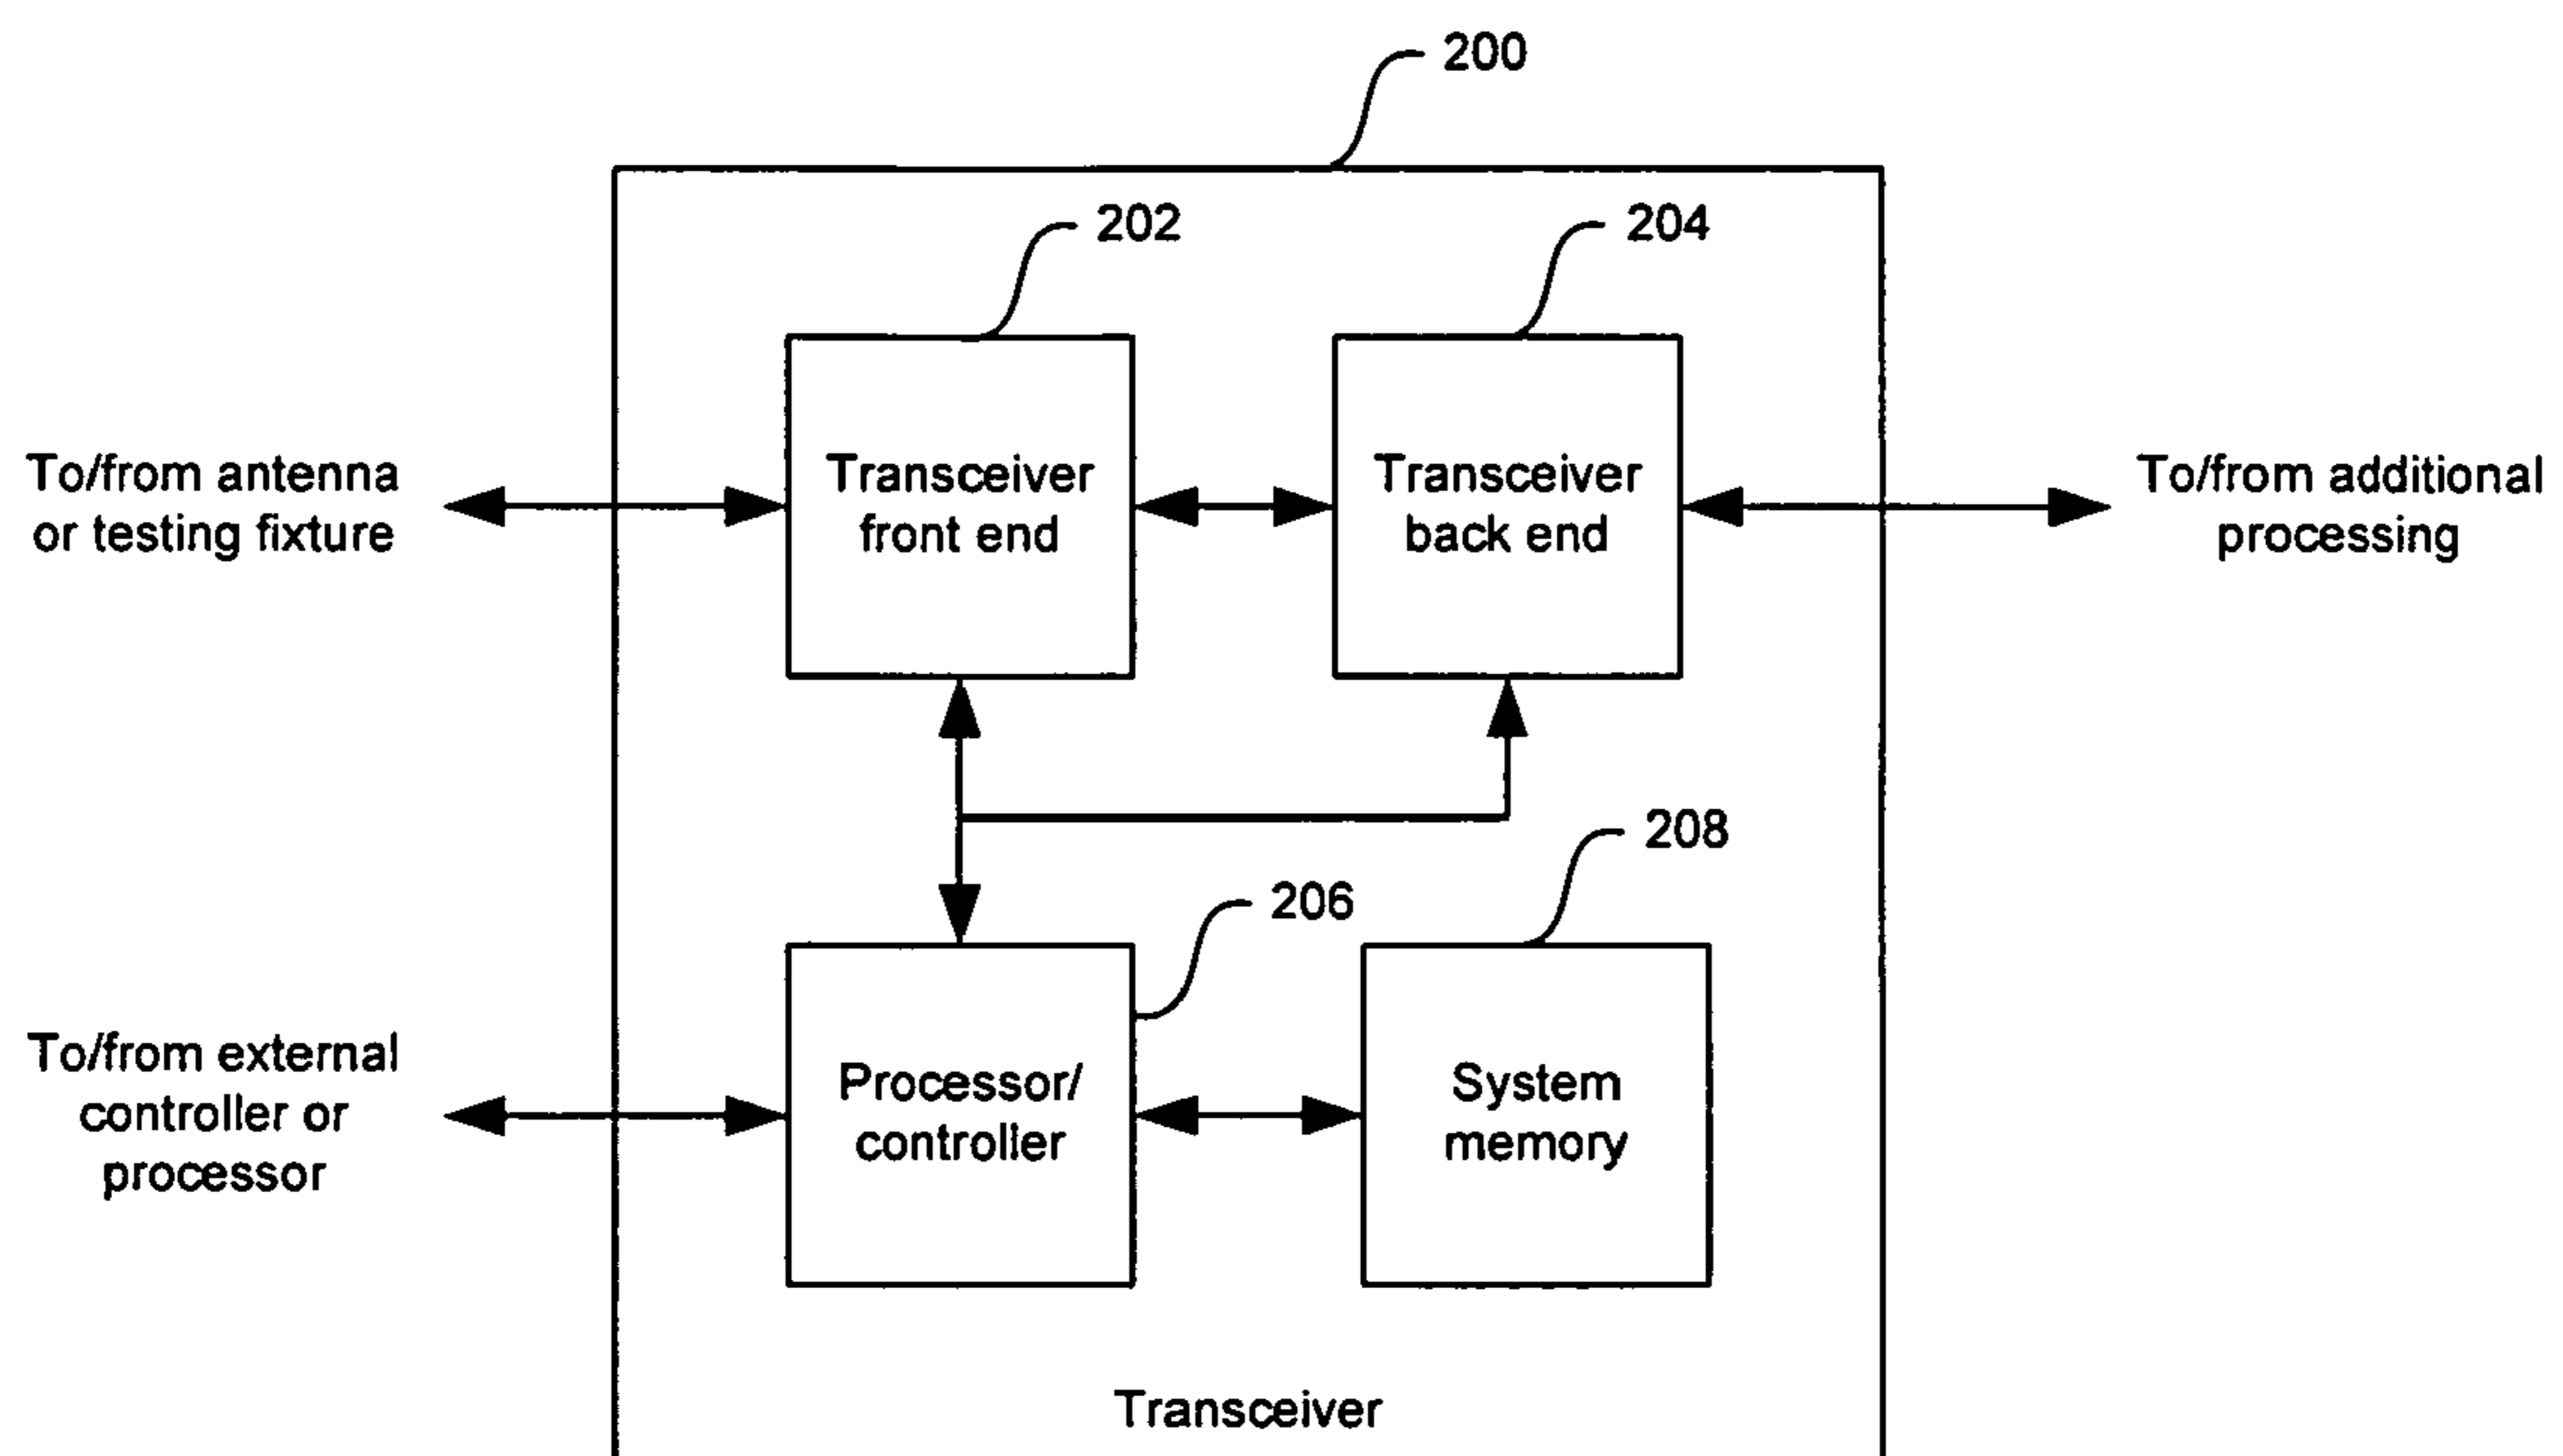 200
202
204
To/from antenna
or testing fixture
Transceiver
front end
Transceiver
back end
To/from additional
processing
208
206
To/from external
controller or
processor
Processor/
controller
System
memory
Transceiver